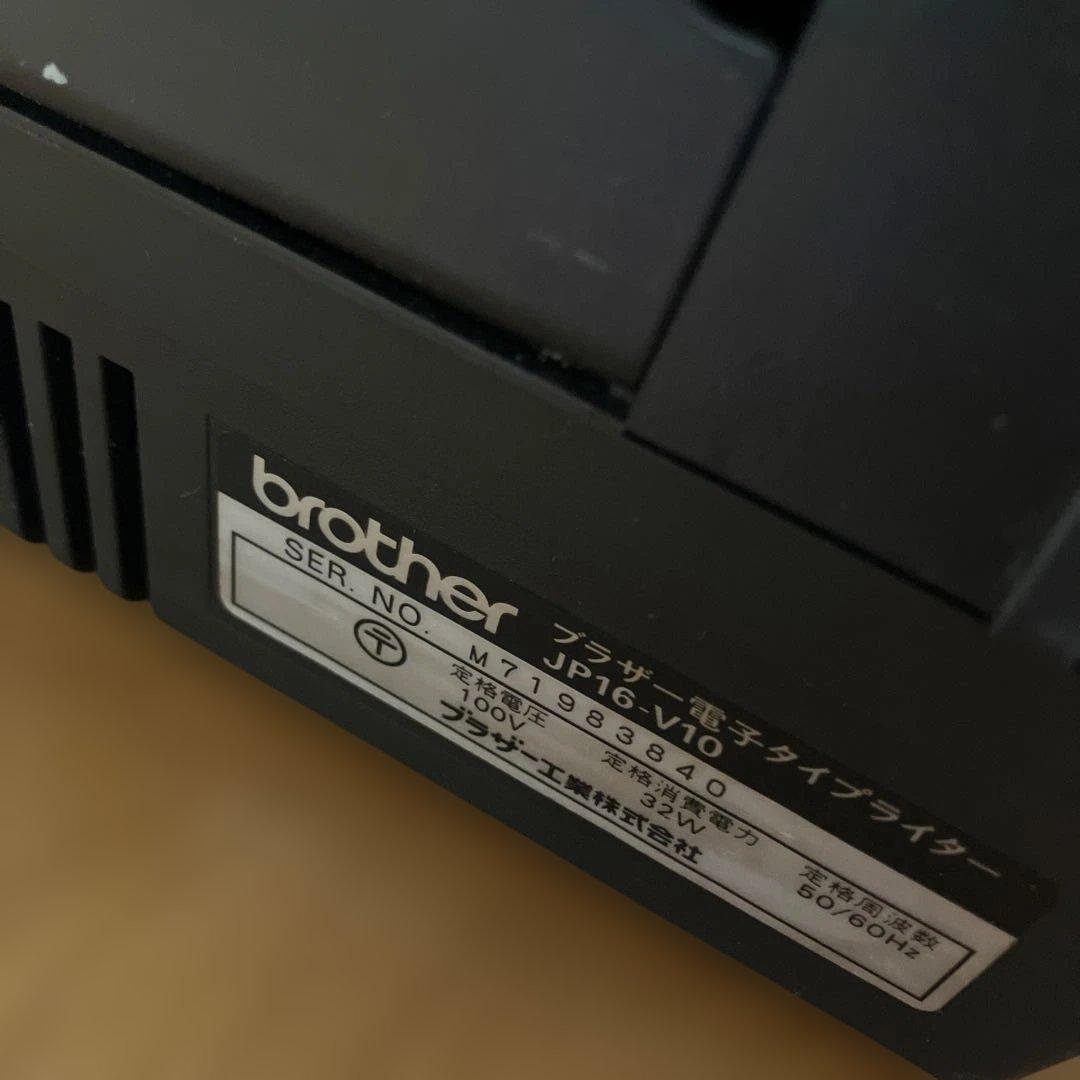 brother ブラザー電子タイプライター
JP16-V10
SER. NO. M71983840
〒
定格電圧 定格消費電力 定格周波数
100V 32W 50/60Hz
ブラザー工業株式会社